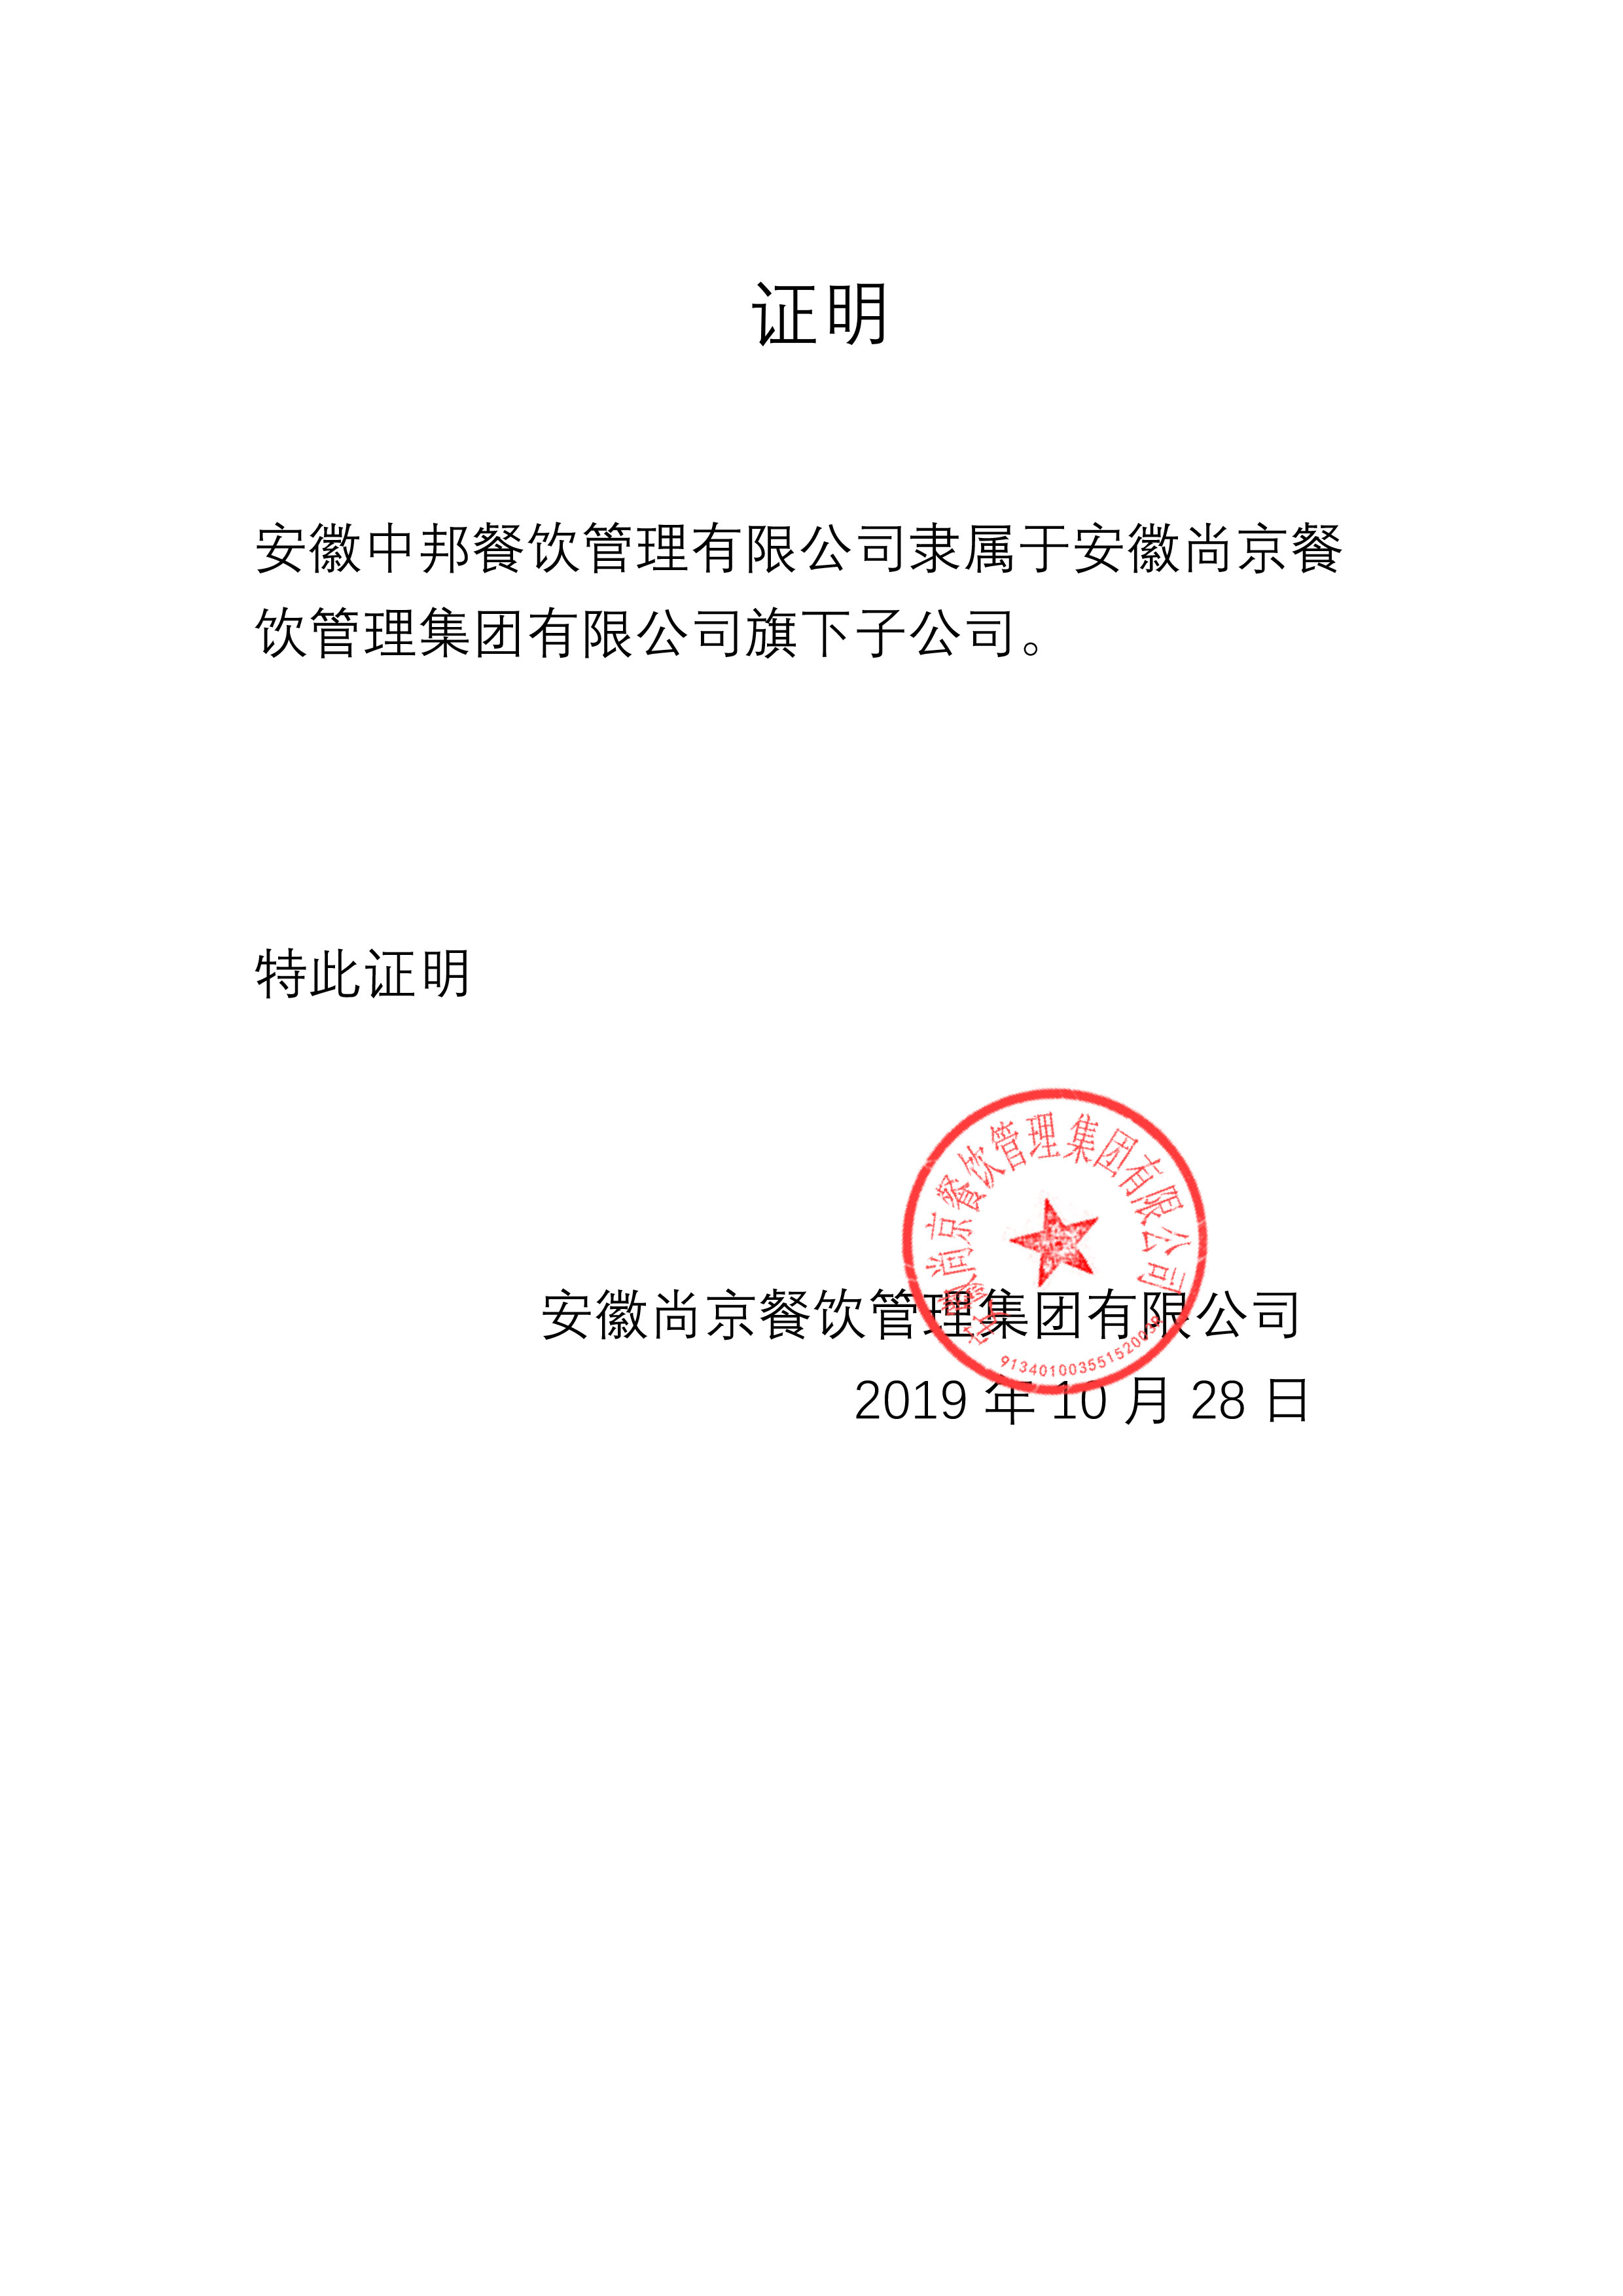 证明
安徽中邦餐饮管理有限公司隶属于安徽尚京餐
饮管理集团有限公司旗下子公司。
特此证明
安徽尚京餐饮管理集团有限公司
安徽尚京餐饮管理集团有限公司
2019 年 10 月 28 日